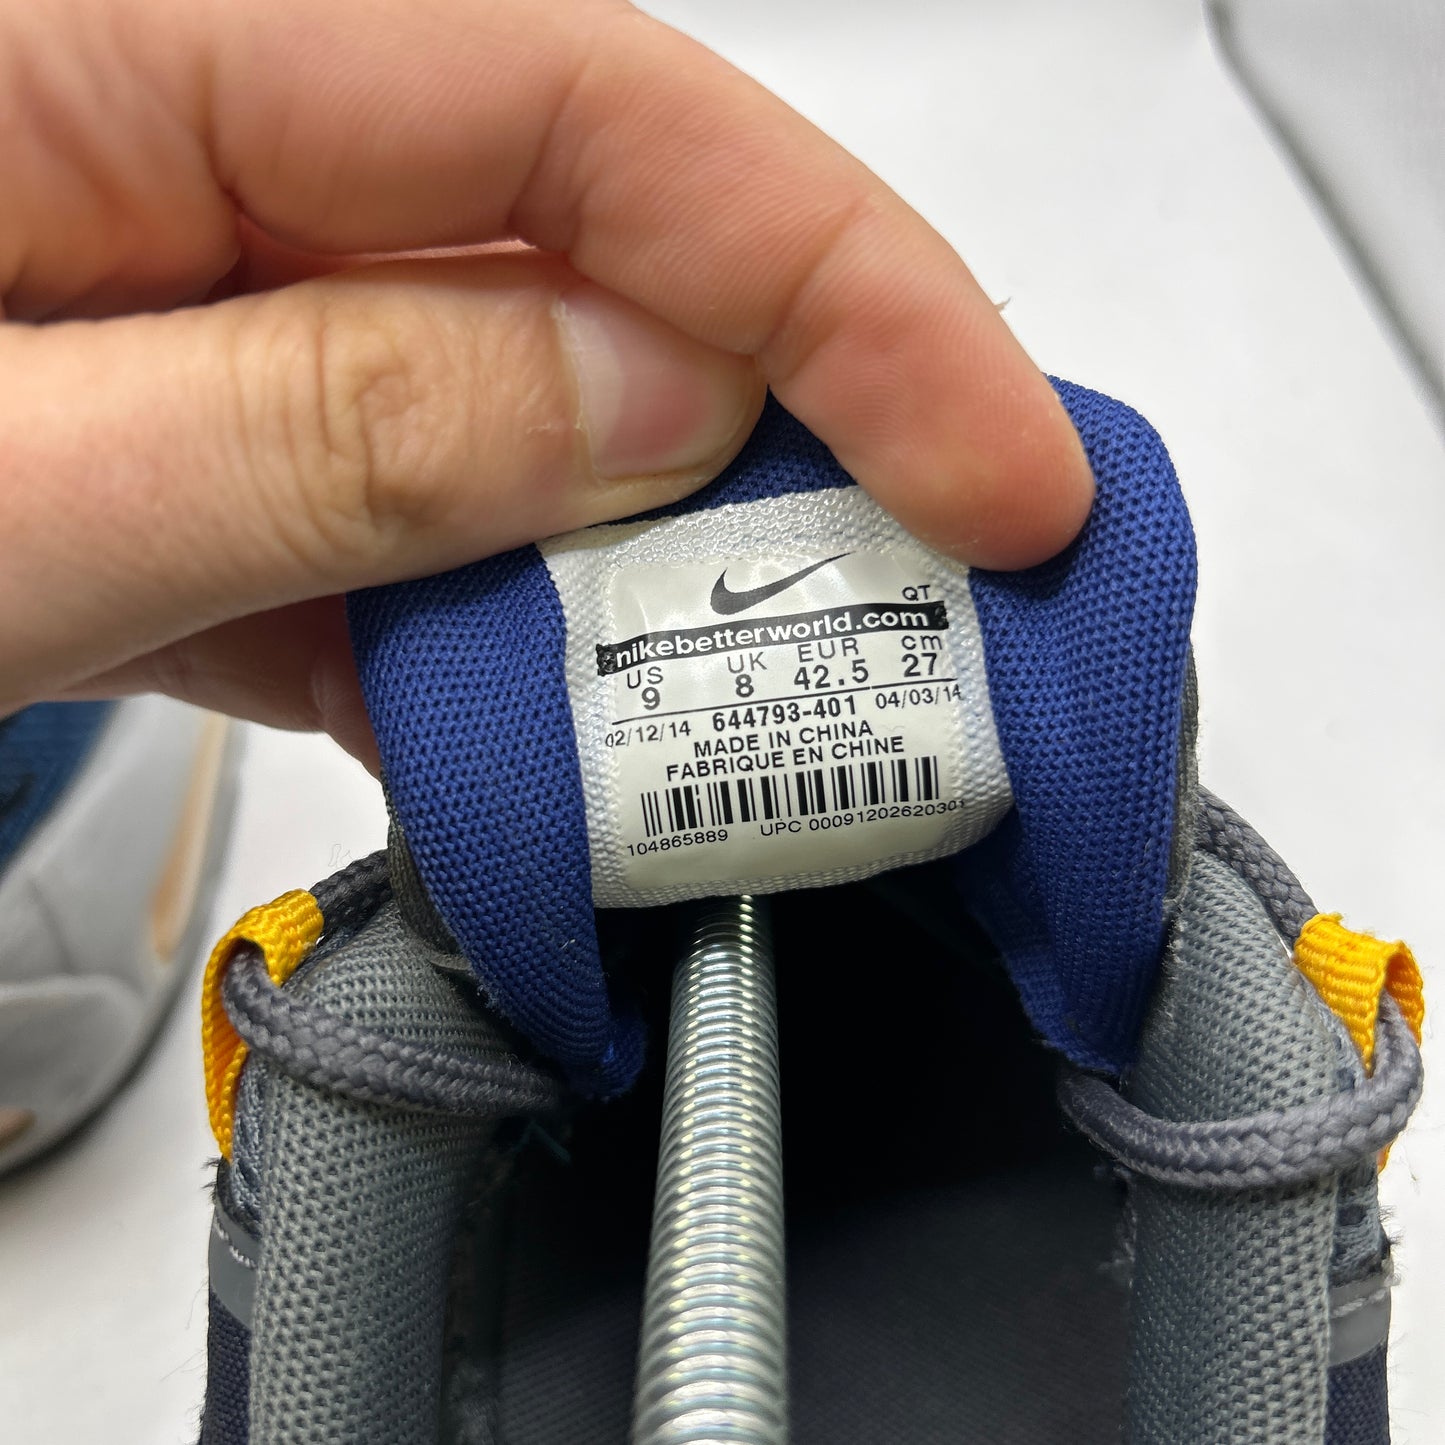 QT
nikebetterworld.com
US UK EUR cm
9 8 42.5 27
02/12/14 644793-401 04/03/14
MADE IN CHINA
FABRIQUE EN CHINE
104865889 UPC 00091202620301